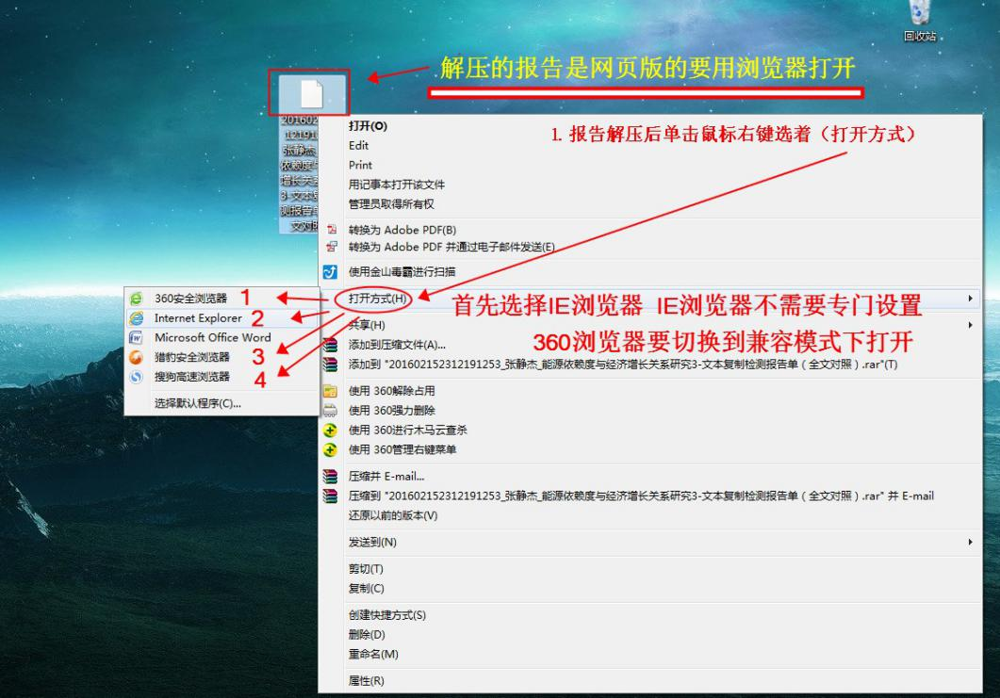 回收站
解压的报告是网页版的要用浏览器打开
1. 报告解压后单击鼠标右键选着（打开方式）
201602
12191
张静杰_
依赖度与
增长关系
3-文本复
测报告单
文对照
打开(O)
Edit
Print
用记事本打开该文件
管理员取得所有权
转换为 Adobe PDF(B)
转换为 Adobe PDF 并通过电子邮件发送(E)
使用金山毒霸进行扫描
打开方式(H)
首先选择IE浏览器 IE浏览器不需要专门设置
360浏览器要切换到兼容模式下打开
360安全浏览器 1
Internet Explorer 2
Microsoft Office Word
猎豹安全浏览器 3
搜狗高速浏览器 4
选择默认程序(C)...
共享(H)
添加到压缩文件(A)...
添加到 "201602152312191253_张静杰_能源依赖度与经济增长关系研究3-文本复制检测报告单（全文对照）.rar"(T)
使用 360解除占用
使用 360强力删除
使用 360进行木马云查杀
使用 360管理右键菜单
压缩并 E-mail...
压缩到 "201602152312191253_张静杰_能源依赖度与经济增长关系研究3-文本复制检测报告单（全文对照）.rar" 并 E-mail
还原以前的版本(V)
发送到(N)
剪切(T)
复制(C)
创建快捷方式(S)
删除(D)
重命名(M)
属性(R)